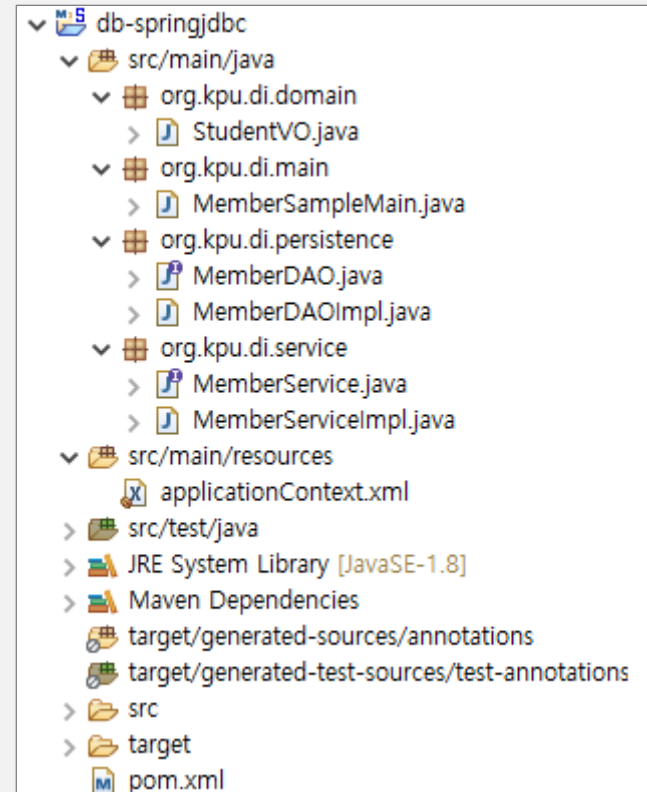 db-springjdbc
src/main/java
org.kpu.di.domain
StudentVO.java
org.kpu.di.main
MemberSampleMain.java
org.kpu.di.persistence
MemberDAO.java
MemberDAOImpl.java
org.kpu.di.service
MemberService.java
MemberServiceImpl.java
src/main/resources
applicationContext.xml
src/test/java
JRE System Library [JavaSE-1.8]
Maven Dependencies
target/generated-sources/annotations
target/generated-test-sources/test-annotations
src
target
pom.xml